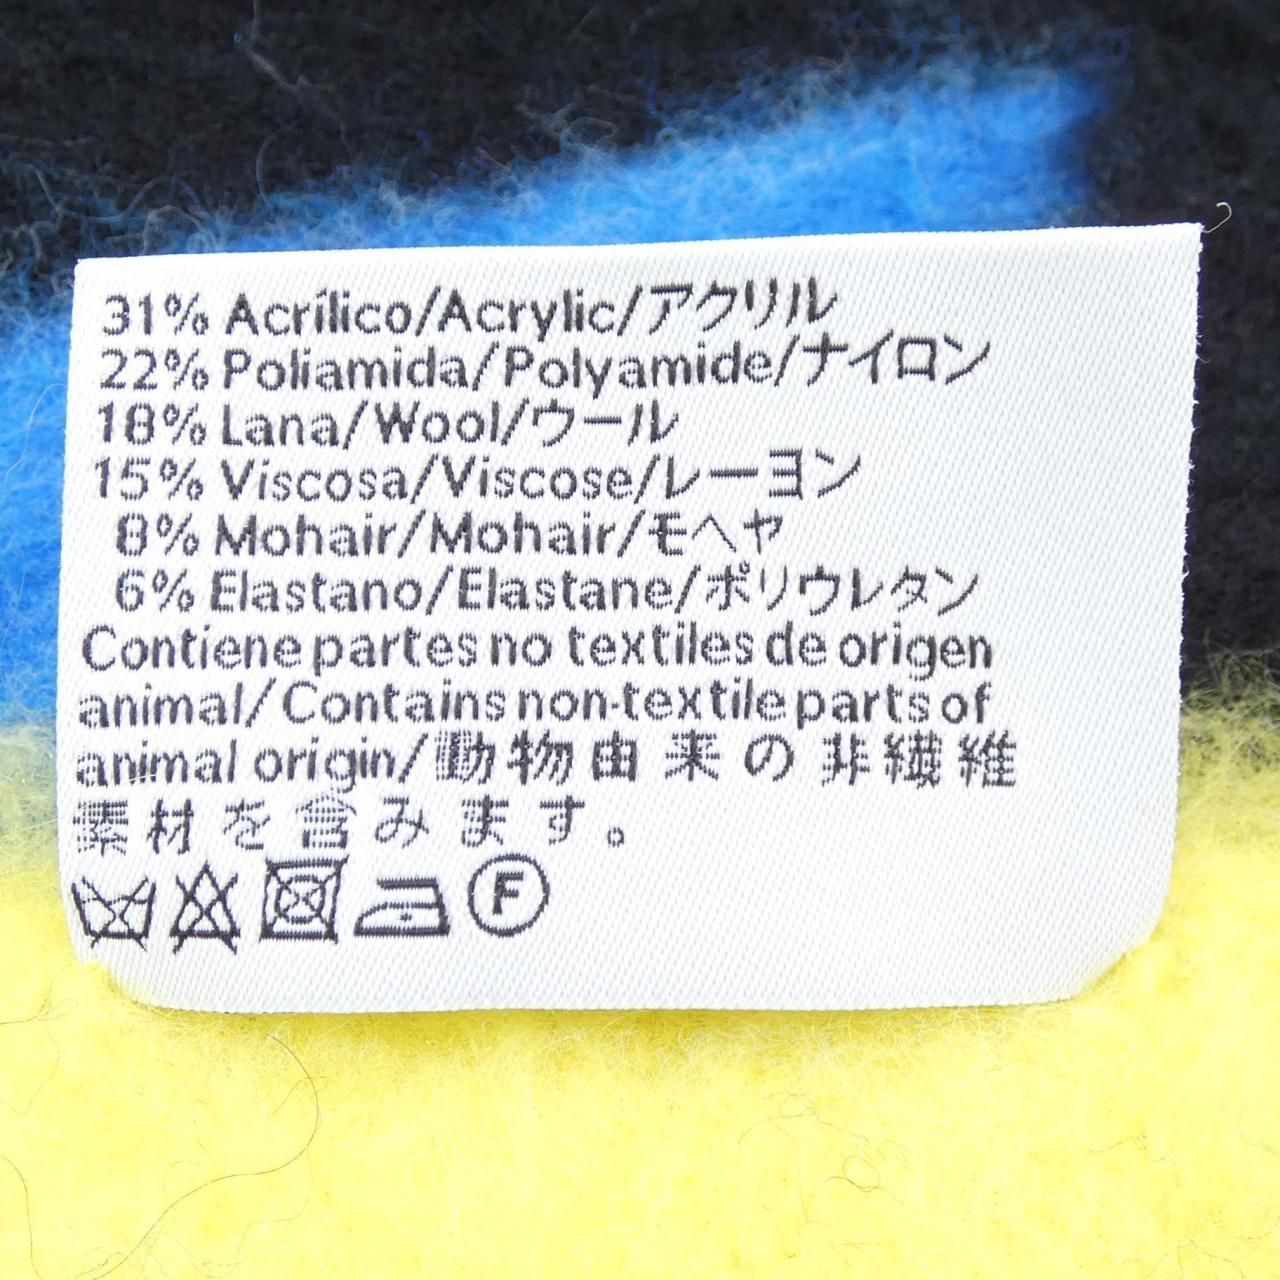 31% Acrílico/Acrylic/アクリル
22% Poliamida/Polyamide/ナイロン
18% Lana/Wool/ウール
15% Viscosa/Viscose/レーヨン
8% Mohair/Mohair/モヘヤ
6% Elastano/Elastane/ポリウレタン
Contiene partes no textiles de origen
animal/Contains non-textile parts of
animal origin/動物由来の非繊維
素材を含みます。
F